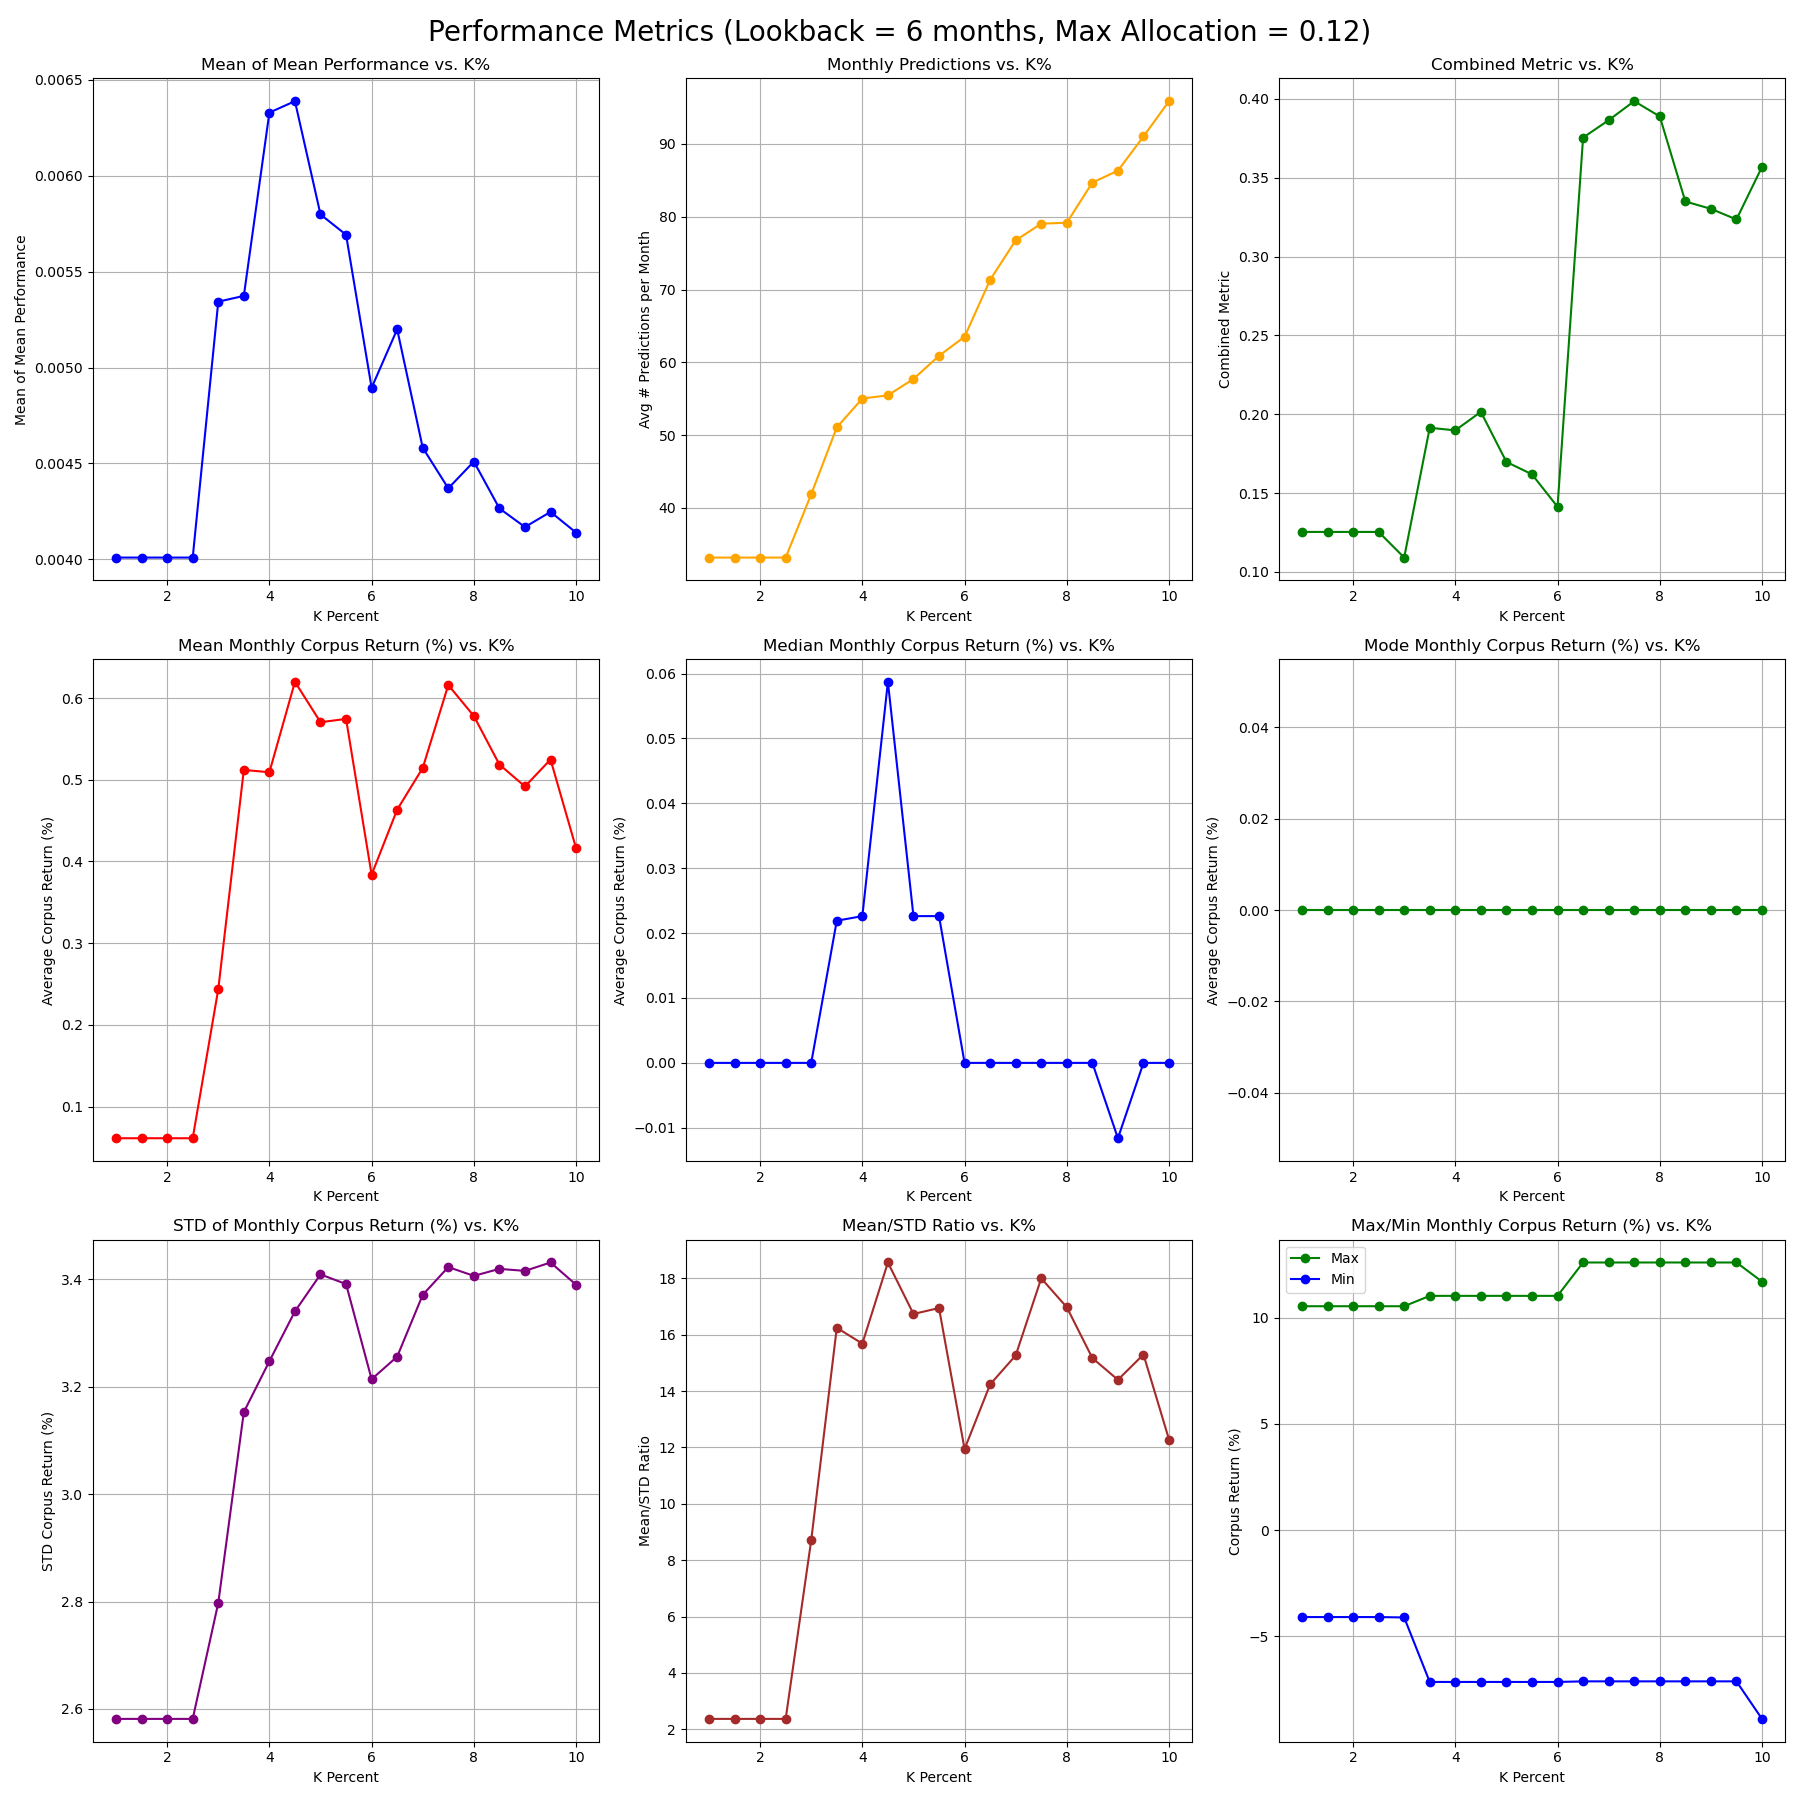 Performance Metrics (Lookback = 6 months, Max Allocation = 0.12)
Mean of Mean Performance vs. K%
Mean of Mean Performance
0.0065
0.0060
0.0055
0.0050
0.0045
0.0040
2 4 6 8 10
K Percent
Monthly Predictions vs. K%
Avg # Predictions per Month
90
80
70
60
50
40
2 4 6 8 10
K Percent
Combined Metric vs. K%
Combined Metric
0.40
0.35
0.30
0.25
0.20
0.15
0.10
2 4 6 8 10
K Percent
Mean Monthly Corpus Return (%) vs. K%
Average Corpus Return (%)
0.6
0.5
0.4
0.3
0.2
0.1
2 4 6 8 10
K Percent
Median Monthly Corpus Return (%) vs. K%
Average Corpus Return (%)
0.06
0.05
0.04
0.03
0.02
0.01
0.00
−0.01
2 4 6 8 10
K Percent
Mode Monthly Corpus Return (%) vs. K%
Average Corpus Return (%)
0.04
0.02
0.00
−0.02
−0.04
2 4 6 8 10
K Percent
STD of Monthly Corpus Return (%) vs. K%
STD Corpus Return (%)
3.4
3.2
3.0
2.8
2.6
2 4 6 8 10
K Percent
Mean/STD Ratio vs. K%
Mean/STD Ratio
18
16
14
12
10
8
6
4
2
2 4 6 8 10
K Percent
Max/Min Monthly Corpus Return (%) vs. K%
Max
Min
Corpus Return (%)
10
5
0
−5
2 4 6 8 10
K Percent